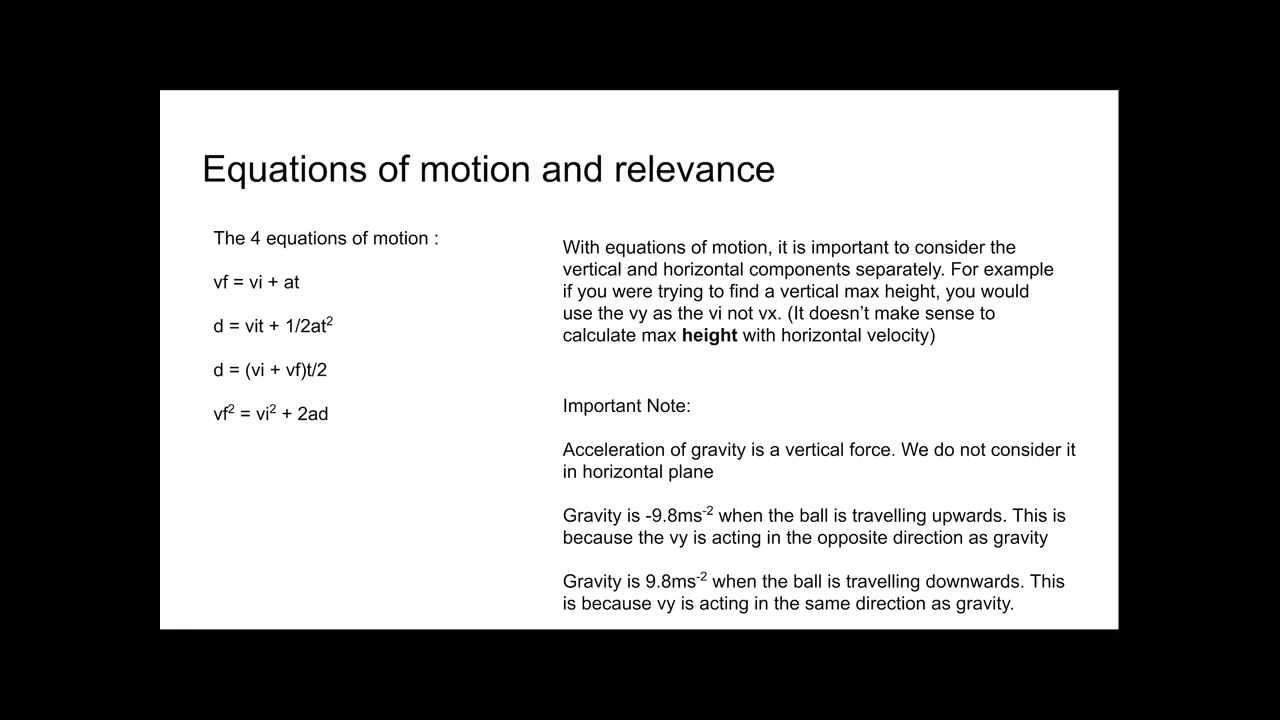 Equations of motion and relevance
The 4 equations of motion :
vf = vi + at
d = vit + 1/2at²
d = (vi + vf)t/2
vf² = vi² + 2ad
With equations of motion, it is important to consider the
vertical and horizontal components separately. For example
if you were trying to find a vertical max height, you would
use the vy as the vi not vx. (It doesn’t make sense to
calculate max height with horizontal velocity)
Important Note:
Acceleration of gravity is a vertical force. We do not consider it
in horizontal plane
Gravity is -9.8ms⁻² when the ball is travelling upwards. This is
because the vy is acting in the opposite direction as gravity
Gravity is 9.8ms⁻² when the ball is travelling downwards. This
is because vy is acting in the same direction as gravity.